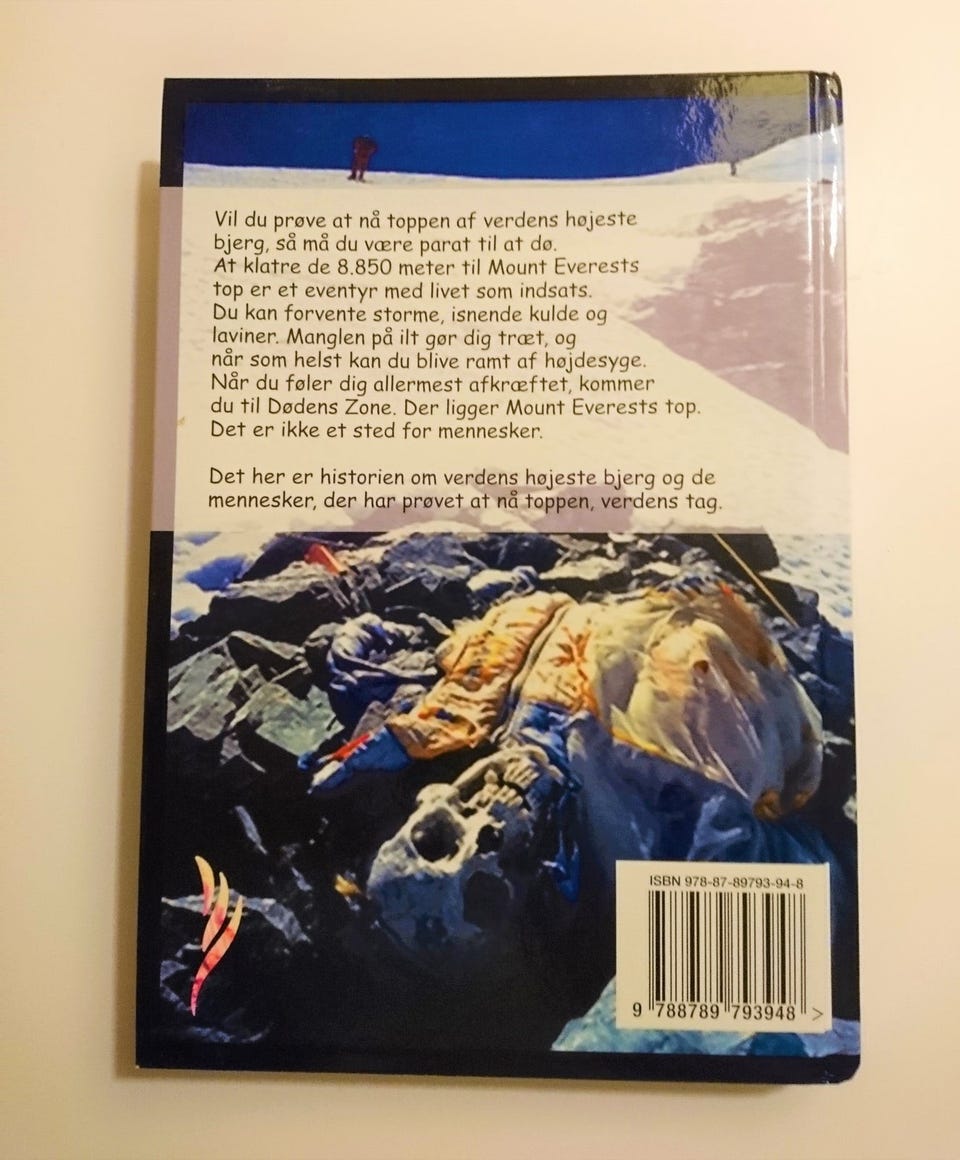 Vil du prøve at nå toppen af verdens højeste
bjerg, så må du være parat til at dø.
At klatre de 8.850 meter til Mount Everests
top er et eventyr med livet som indsats.
Du kan forvente storme, isnende kulde og
laviner. Manglen på ilt gør dig træt, og
når som helst kan du blive ramt af højdesyge.
Når du føler dig allermest afkræftet, kommer
du til Dødens Zone. Der ligger Mount Everests top.
Det er ikke et sted for mennesker.
Det her er historien om verdens højeste bjerg og de
mennesker, der har prøvet at nå toppen, verdens tag.
ISBN 978-87-89793-94-8
9 788789 793948 >